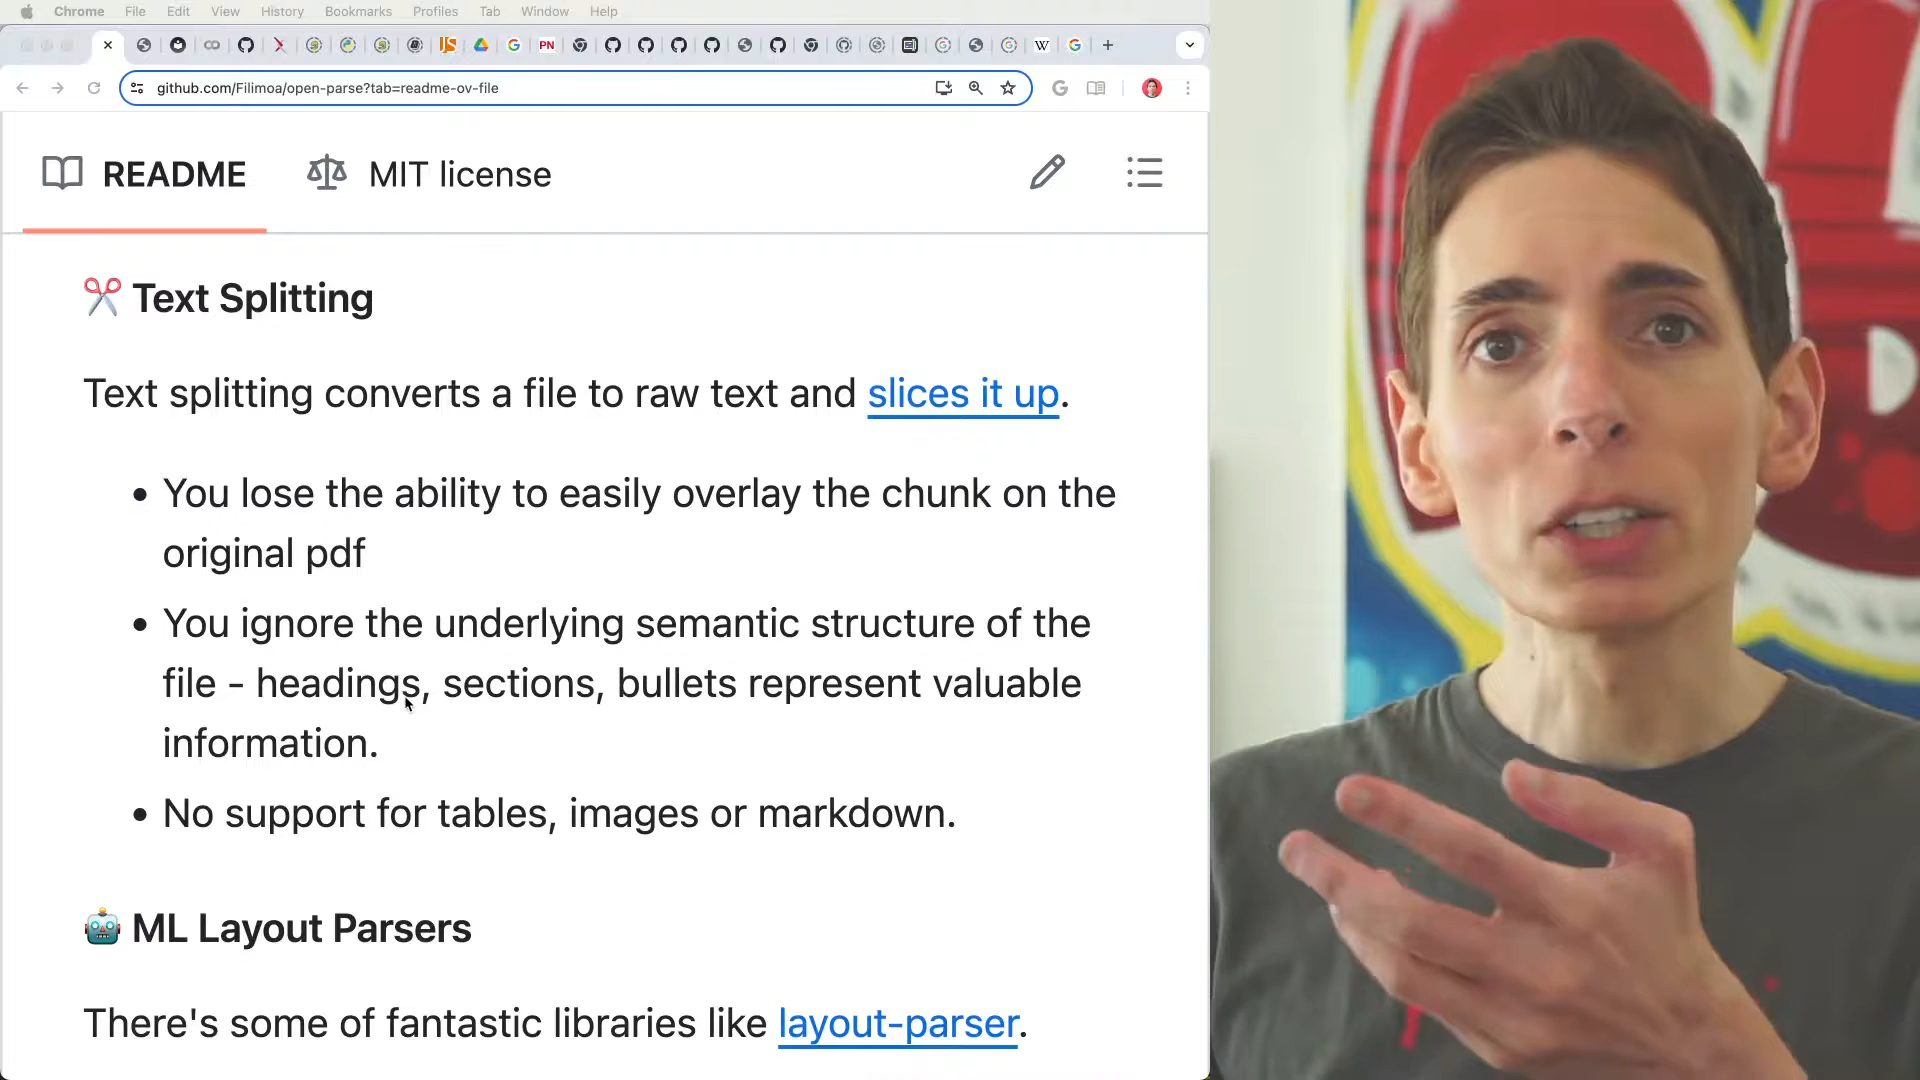 Chrome File Edit View History Bookmarks Profiles Tab Window Help
github.com/Filimoa/open-parse?tab=readme-ov-file
README MIT license
Text Splitting
Text splitting converts a file to raw text and slices it up.
• You lose the ability to easily overlay the chunk on the
original pdf
• You ignore the underlying semantic structure of the
file - headings, sections, bullets represent valuable
information.
• No support for tables, images or markdown.
ML Layout Parsers
There's some of fantastic libraries like layout-parser.